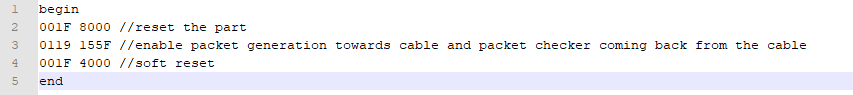 1 begin
2 001F 8000 //reset the part
3 0119 155F //enable packet generation towards cable and packet checker coming back from the cable
4 001F 4000 //soft reset
5 end